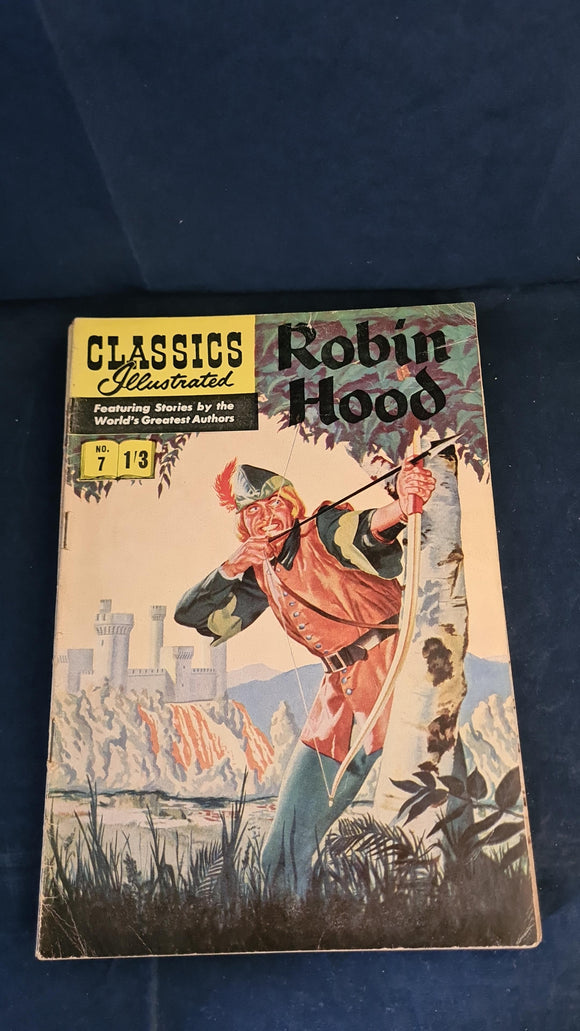 CLASSICS
Illustrated
Featuring Stories by the
World's Greatest Authors
NO.
7
1/3
Robin
Hood